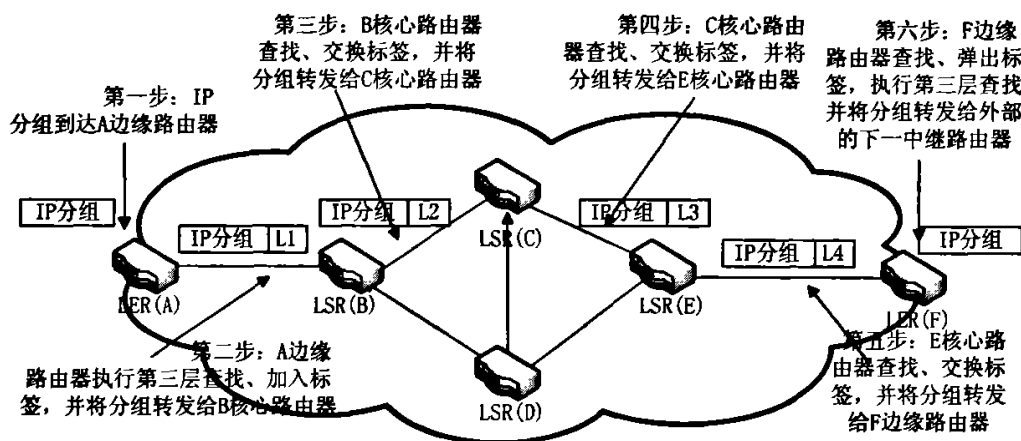 第一步：IP
分组到达A边缘路由器
第三步：B核心路由器
查找、交换标签，并将
分组转发给C核心路由器
第四步：C核心路由
器查找、交换标签，并将
分组转发给E核心路由器
第六步：F边缘
路由器查找、弹出标
签，执行第三层查找
并将分组转发给外部
的下一中继路由器
IP分组
IP分组 L1
IP分组 L2
IP分组 L3
IP分组 L4
IP分组
LER(A)
LSR(B)
LSR(C)
LSR(D)
LSR(E)
LER(F)
第二步：A边缘
路由器执行第三层查找、加入标
签，并将分组转发给B核心路由器
第五步：E核心路
由器查找、交换标
签，并将分组转发
给F边缘路由器